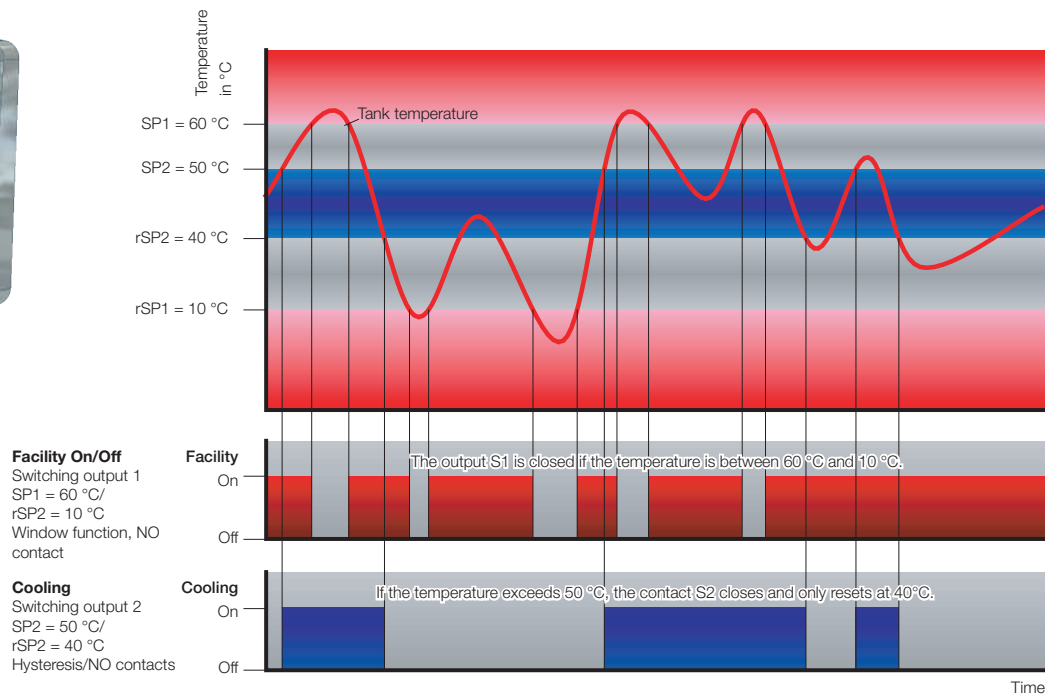 Temperature
in °C
Tank temperature
SP1 = 60 °C
SP2 = 50 °C
rSP2 = 40 °C
rSP1 = 10 °C
Facility On/Off
Switching output 1
SP1 = 60 °C/
rSP2 = 10 °C
Window function, NO
contact
Facility
On
Off
The output S1 is closed if the temperature is between 60 °C and 10 °C.
Cooling
Switching output 2
SP2 = 50 °C/
rSP2 = 40 °C
Hysteresis/NO contacts
Cooling
On
Off
If the temperature exceeds 50 °C, the contact S2 closes and only resets at 40°C.
Time